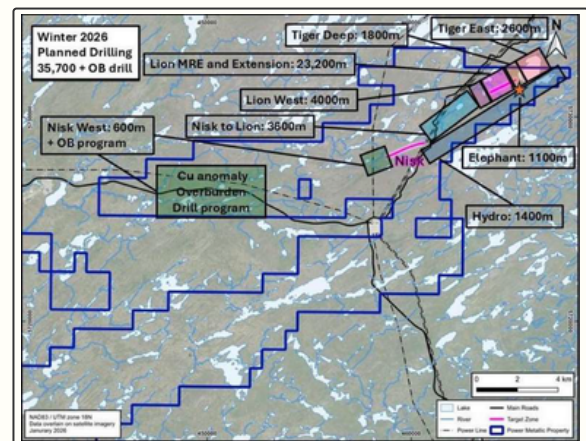 Winter 2026
Planned Drilling
35,700 + OB drill
Tiger Deep: 1800m
Tiger East: 2600m
N
Lion MRE and Extension: 23,200m
Lion West: 4000m
Nisk to Lion: 3600m
Nisk West: 600m
+ OB program
Nisk
Elephant: 1100m
Hydro: 1400m
Cu anomaly
Overburden
Drill program
0 2 4
km
Lake
River
Power Line
Main Roads
Target Zone
Power Metallic Property
NAD83 / UTM zone 18N
Data overlain on satellite imagery
January 2026